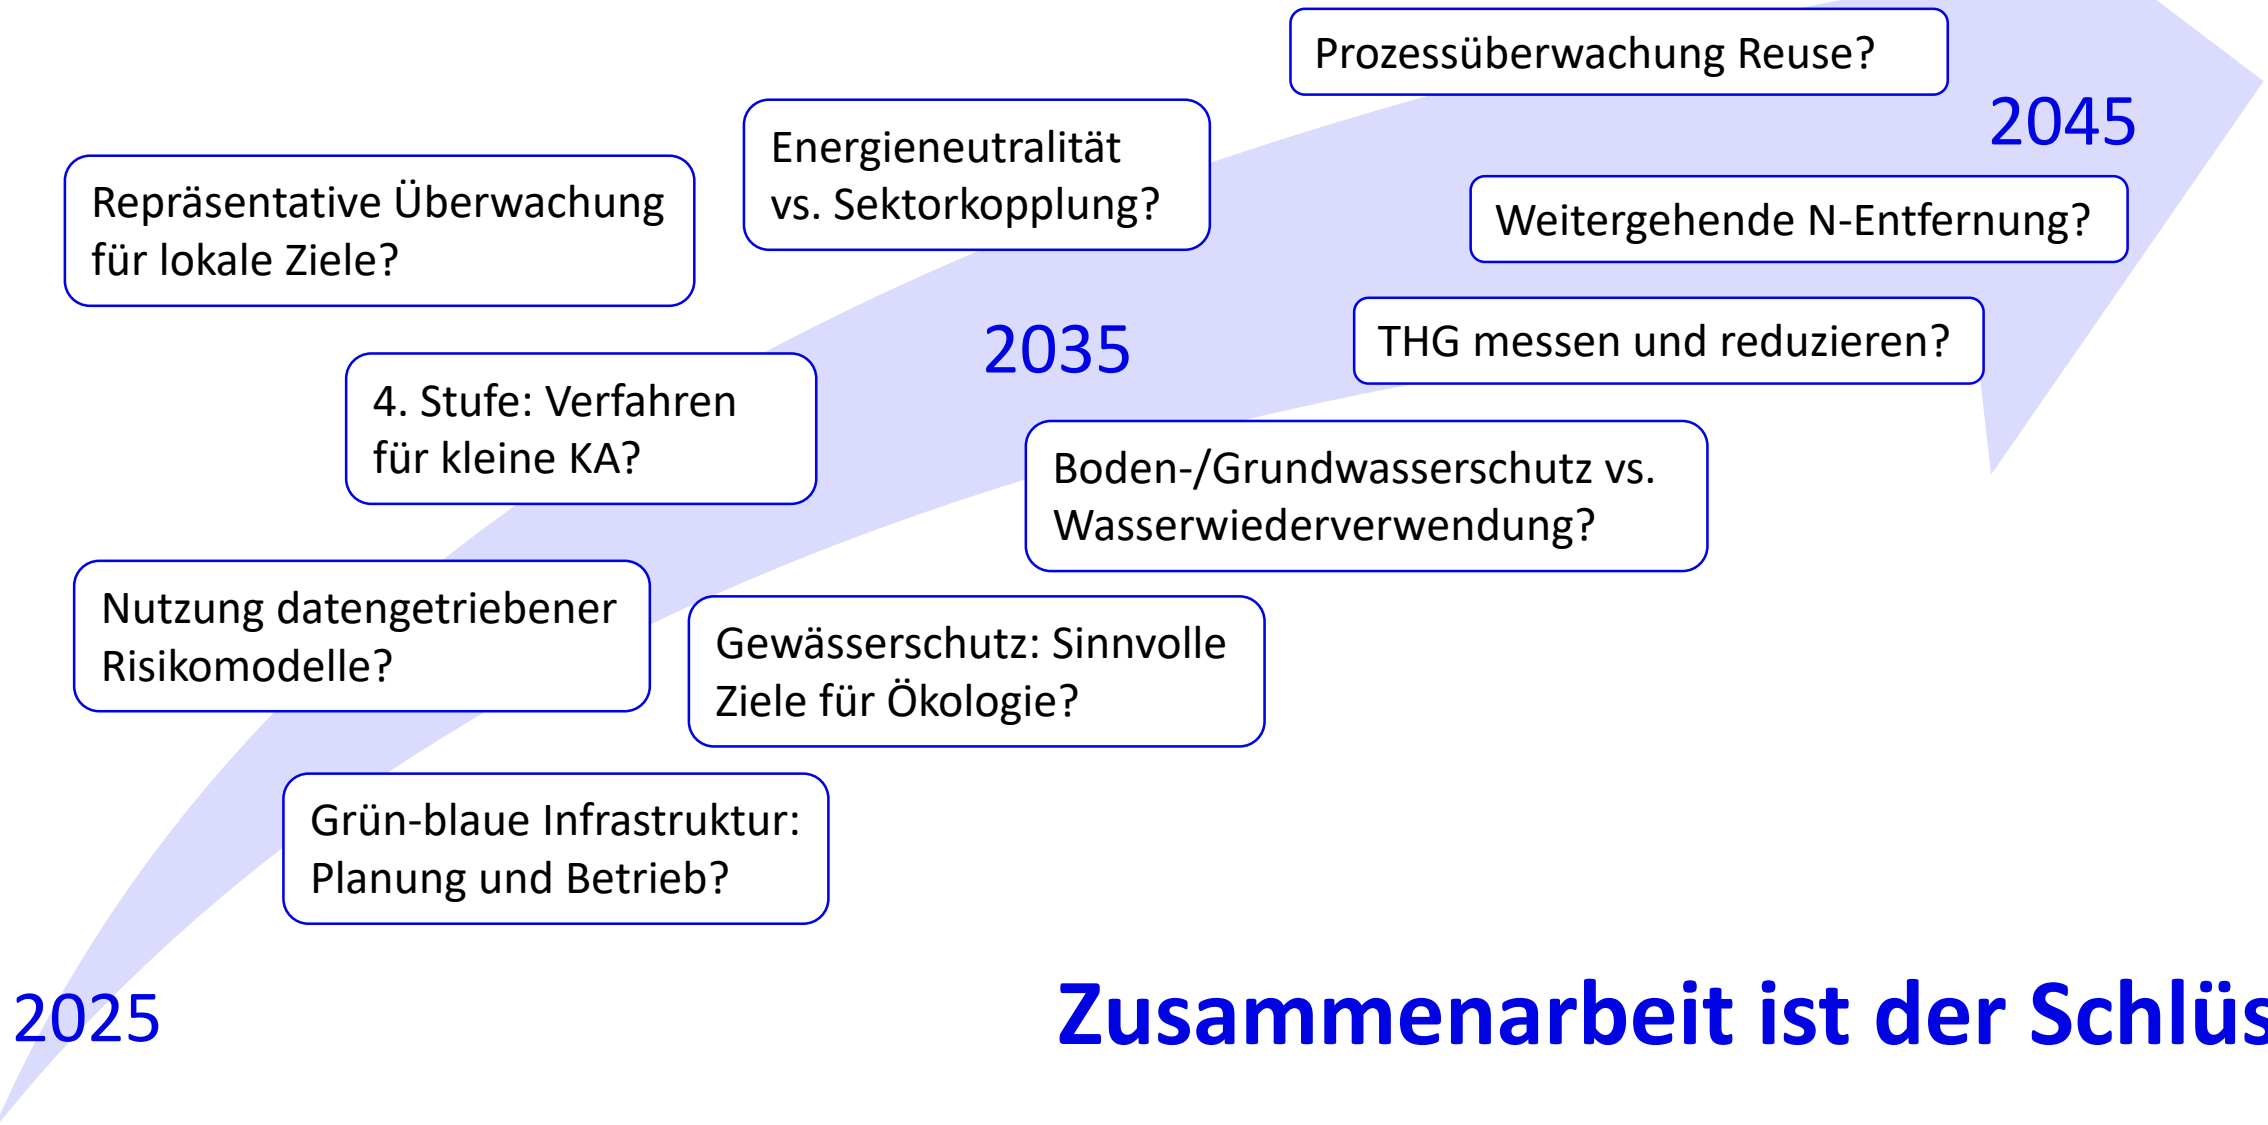 Prozessüberwachung Reuse?
2045
Energieneutralität
vs. Sektorkopplung?
Repräsentative Überwachung
für lokale Ziele?
Weitergehende N-Entfernung?
2035
THG messen und reduzieren?
4. Stufe: Verfahren
für kleine KA?
Boden-/Grundwasserschutz vs.
Wasserwiederverwendung?
Nutzung datengetriebener
Risikomodelle?
Gewässerschutz: Sinnvolle
Ziele für Ökologie?
Grün-blaue Infrastruktur:
Planung und Betrieb?
2025
Zusammenarbeit ist der Schlüs